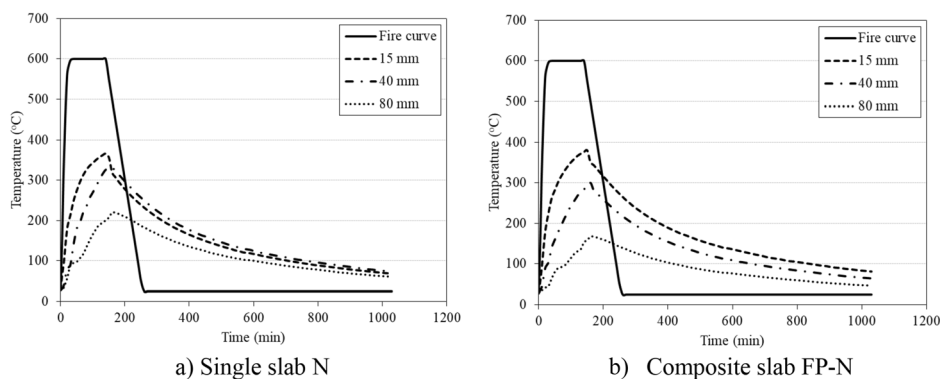 700
600
500
400
300
200
100
0
Temperature (°C)
0 200 400 600 800 1000 1200
Time (min)
Fire curve
15 mm
40 mm
80 mm
a) Single slab N
700
600
500
400
300
200
100
0
Temperature (°C)
0 200 400 600 800 1000 1200
Time (min)
Fire curve
15 mm
40 mm
80 mm
b) Composite slab FP-N